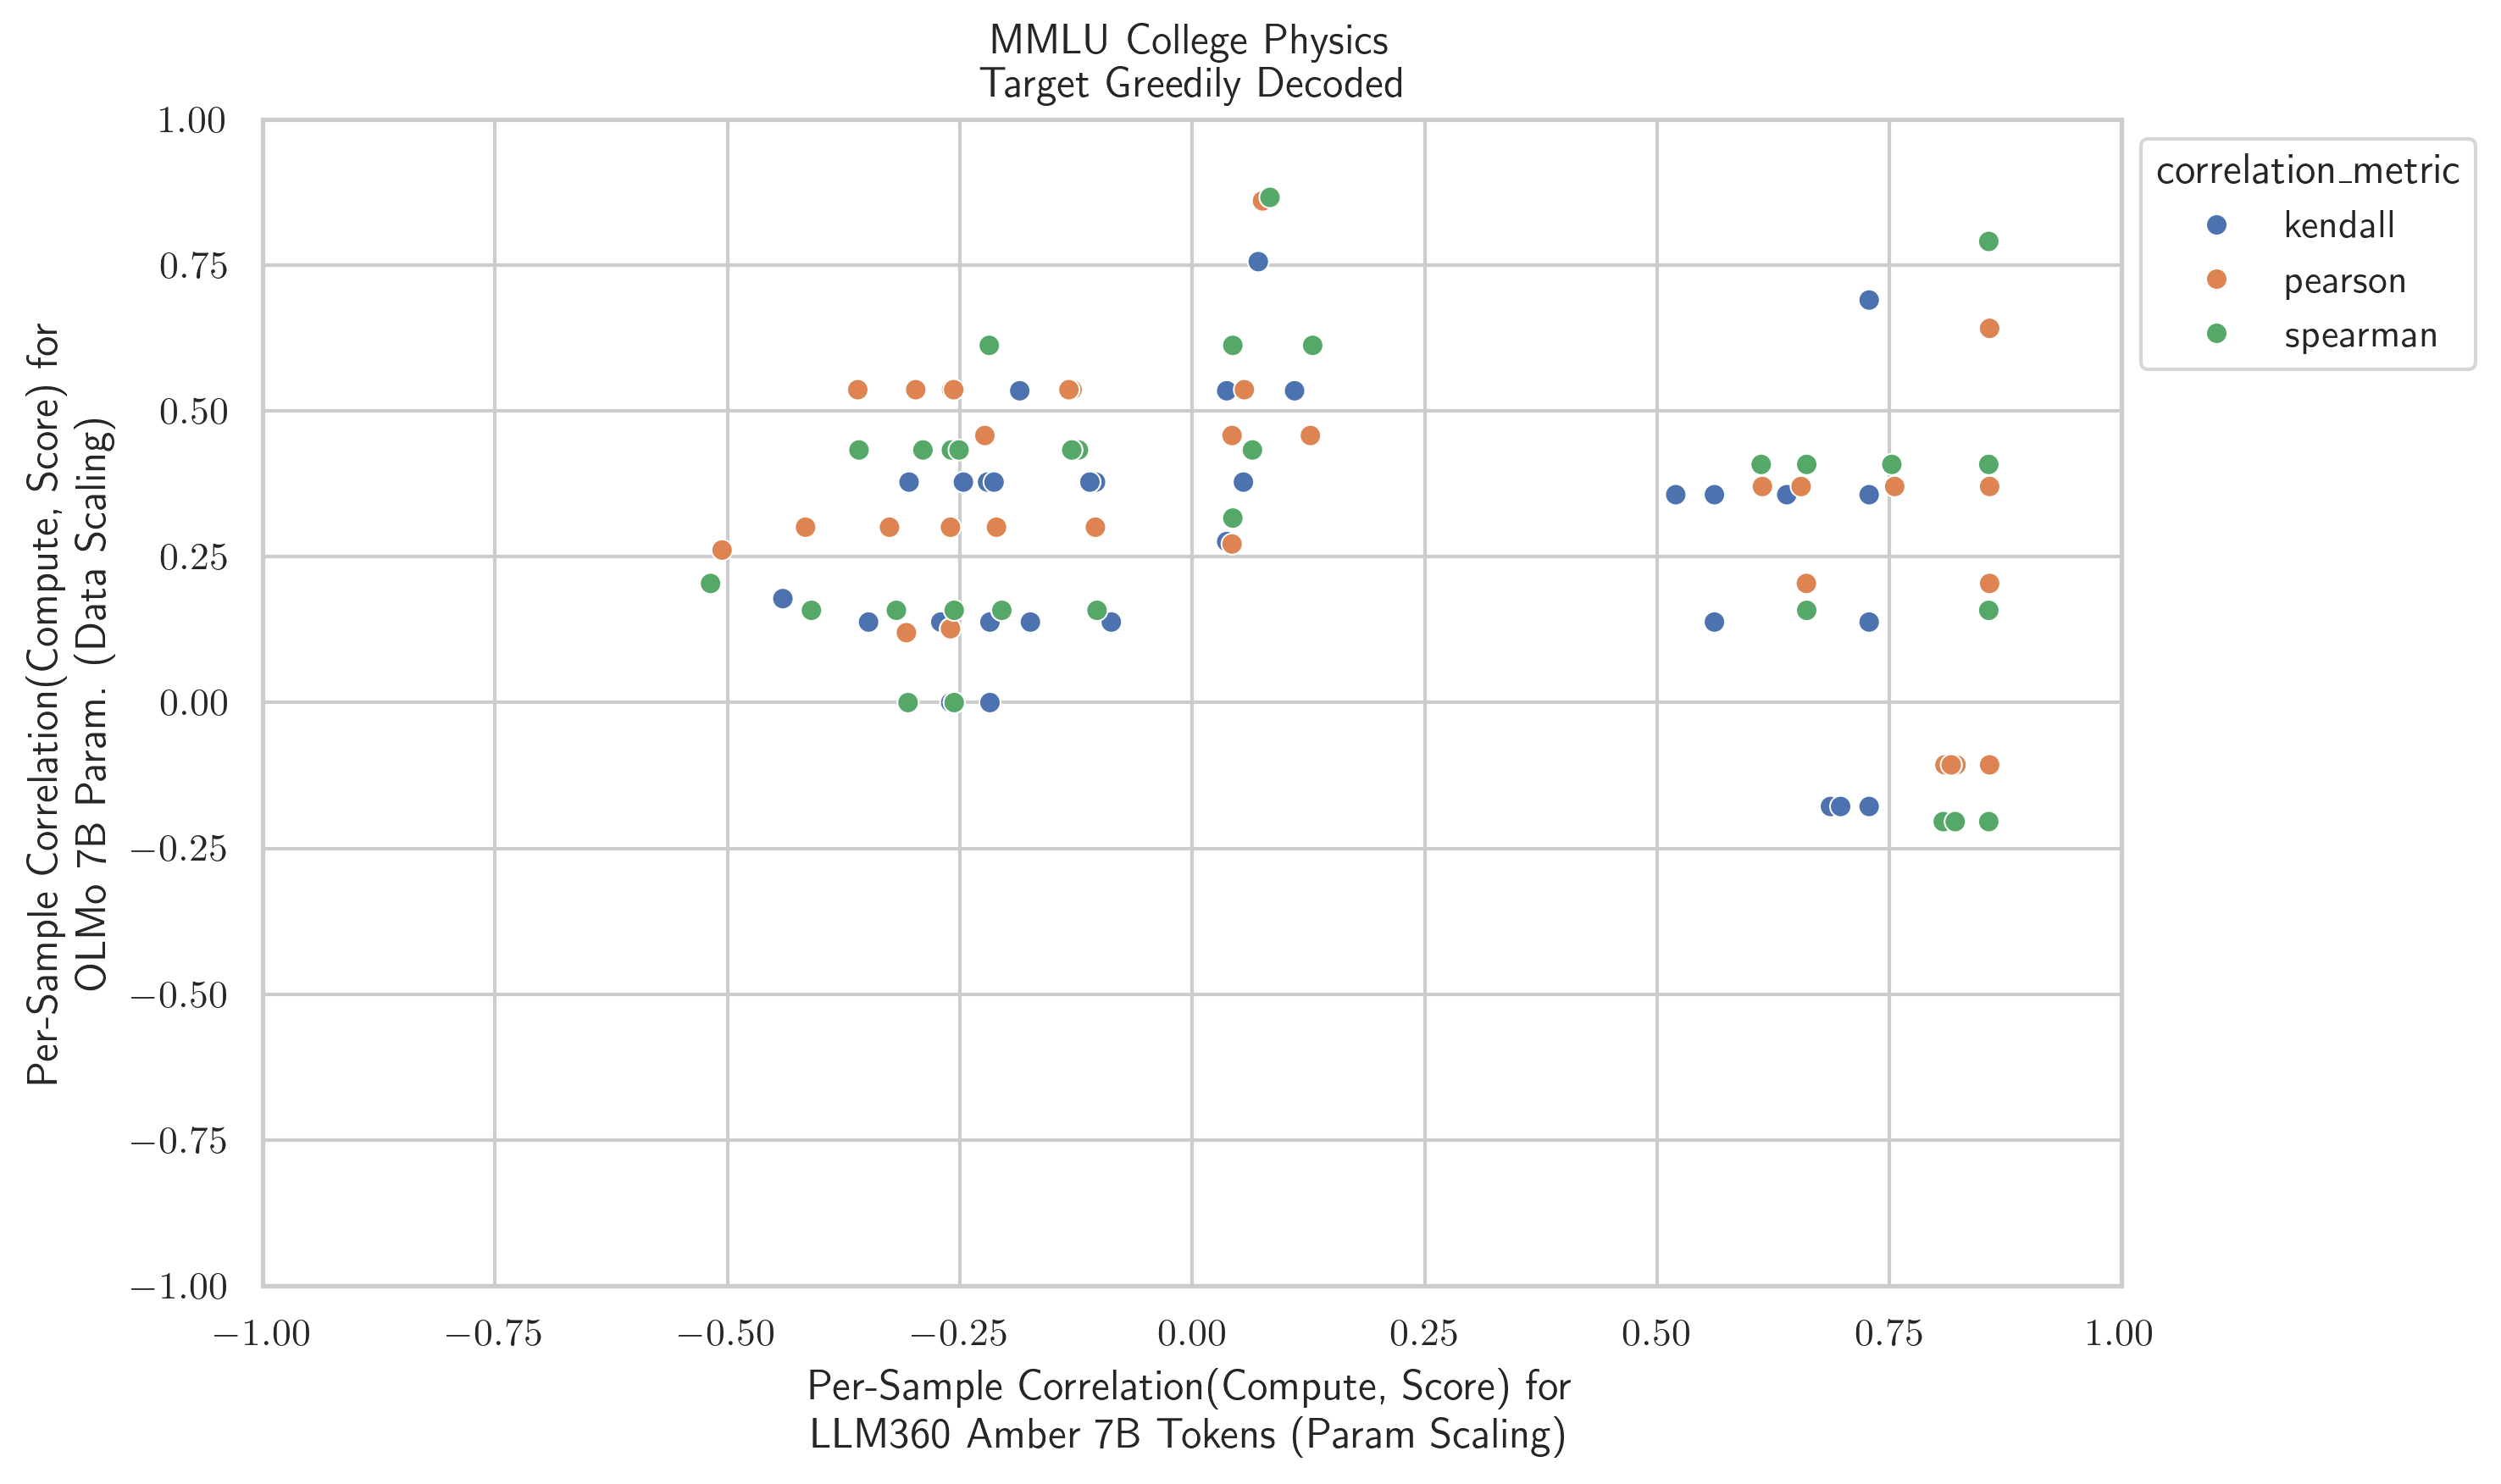 MMLU College Physics
Target Greedily Decoded
1.00
0.75
0.50
0.25
0.00
−0.25
−0.50
−0.75
−1.00
Per-Sample Correlation(Compute, Score) for
OLMo 7B Param. (Data Scaling)
−1.00 −0.75 −0.50 −0.25 0.00 0.25 0.50 0.75 1.00
Per-Sample Correlation(Compute, Score) for
LLM360 Amber 7B Tokens (Param Scaling)
correlation_metric
kendall
pearson
spearman